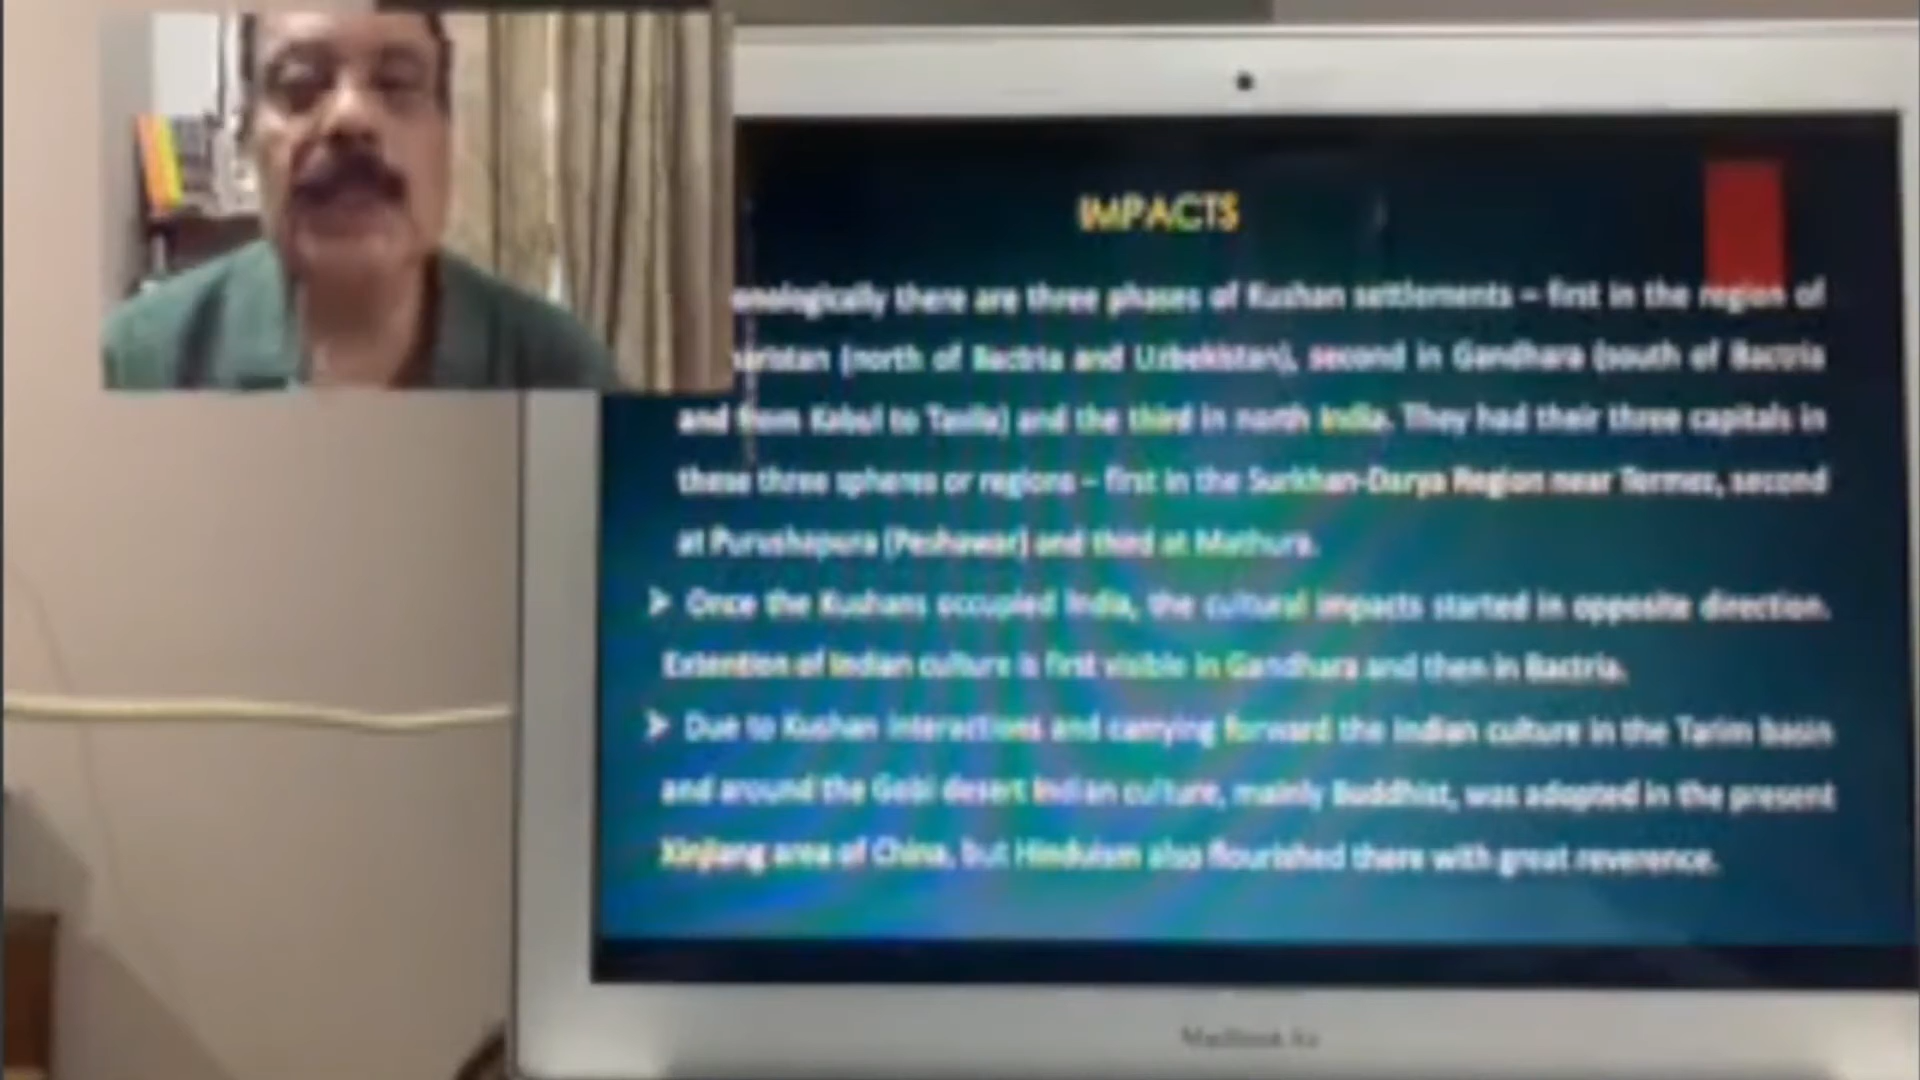 IMPACTS
onologically there are three phases of Kushan settlements – first in the region of
haristan (north of Bactria and Uzbekistan), second in Gandhara (south of Bactria
and from Kabul to Taxila) and the third in north India. They had their three capitals in
these three spheres or regions – first in the Surkhan-Darya Region near Termez, second
at Purushapura (Peshawar) and third at Mathura.
➤ Once the Kushans occupied India, the cultural impacts started in opposite direction.
Extention of Indian culture is first visible in Gandhara and then in Bactria.
➤ Due to Kushan interactions and carrying forward the Indian culture in the Tarim basin
and around the Gobi desert Indian culture, mainly Buddhist, was adopted in the present
Xinjiang area of China, but Hinduism also flourished there with great reverence.
MacBook Air